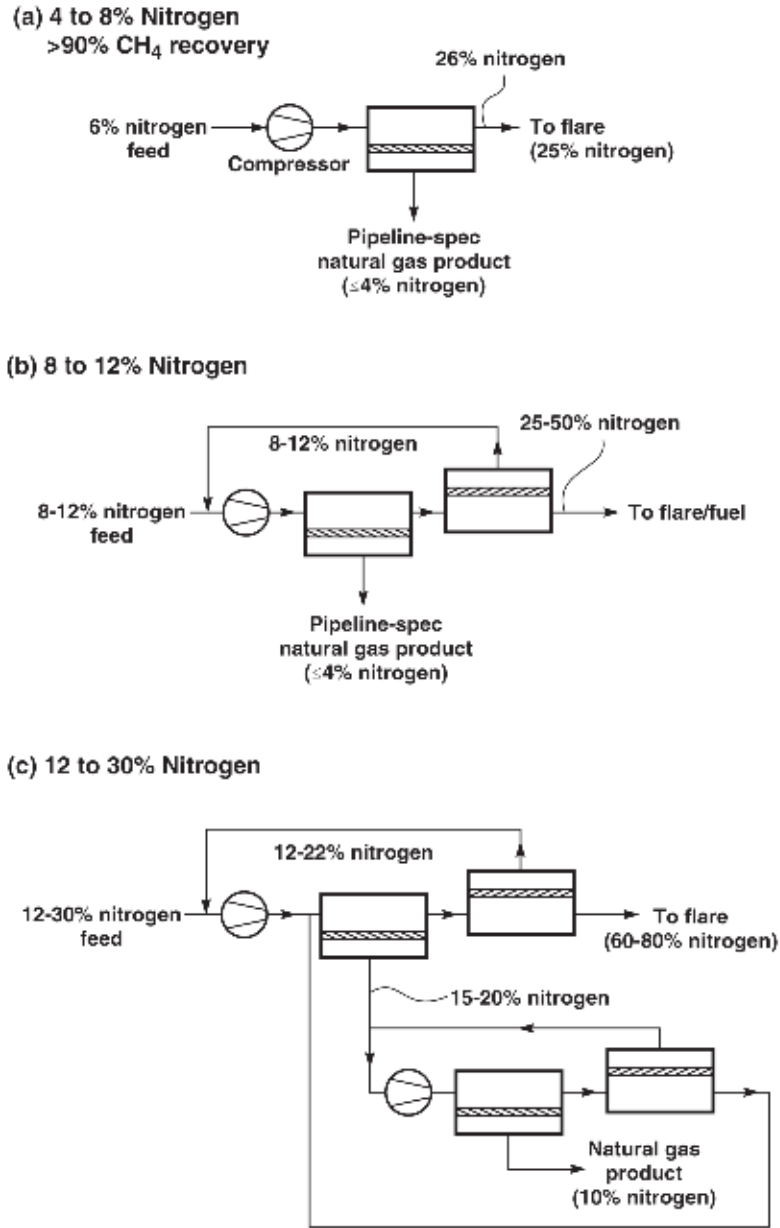 (a) 4 to 8% Nitrogen
>90% CH₄ recovery
26% nitrogen
6% nitrogen
feed
Compressor
To flare
(25% nitrogen)
Pipeline-spec
natural gas product
(≤4% nitrogen)
(b) 8 to 12% Nitrogen
25-50% nitrogen
8-12% nitrogen
8-12% nitrogen
feed
To flare/fuel
Pipeline-spec
natural gas product
(≤4% nitrogen)
(c) 12 to 30% Nitrogen
12-22% nitrogen
12-30% nitrogen
feed
To flare
(60-80% nitrogen)
15-20% nitrogen
Natural gas
product
(10% nitrogen)